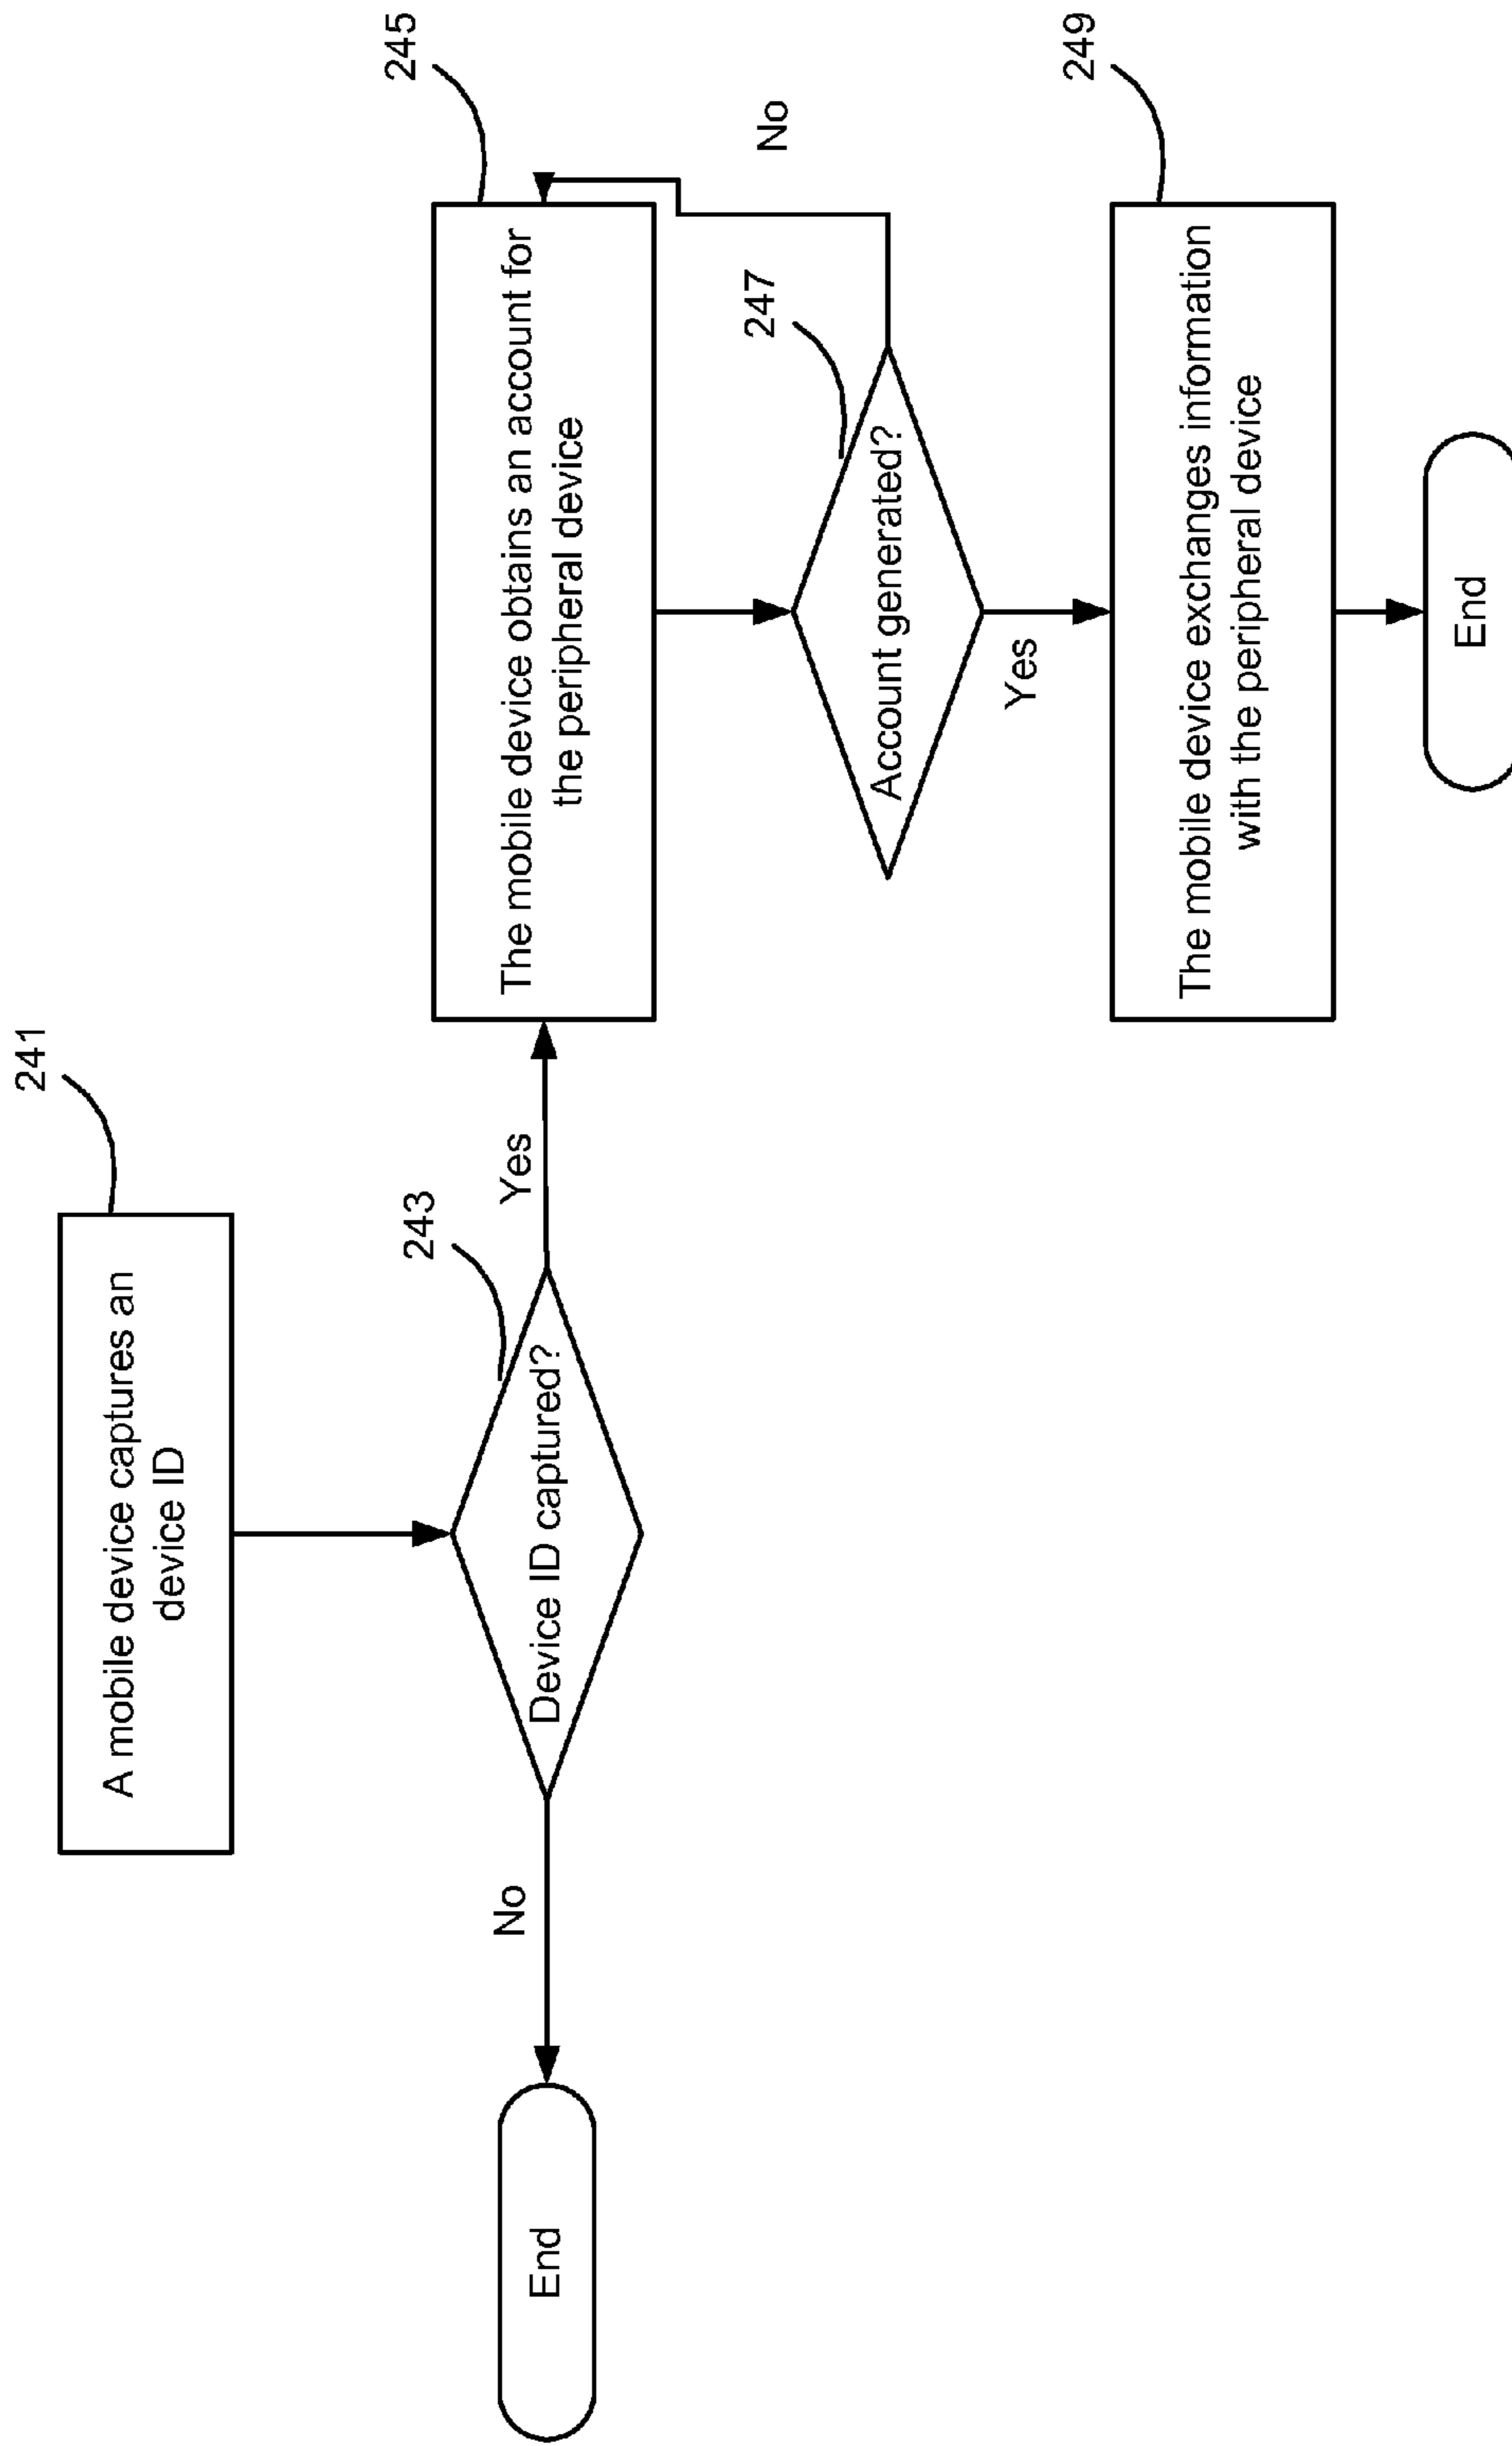 241
A mobile device captures an
device ID
243
Device ID captured?
No
Yes
End
245
The mobile device obtains an account for
the peripheral device
247
Account generated?
No
Yes
249
The mobile device exchanges information
with the peripheral device
End